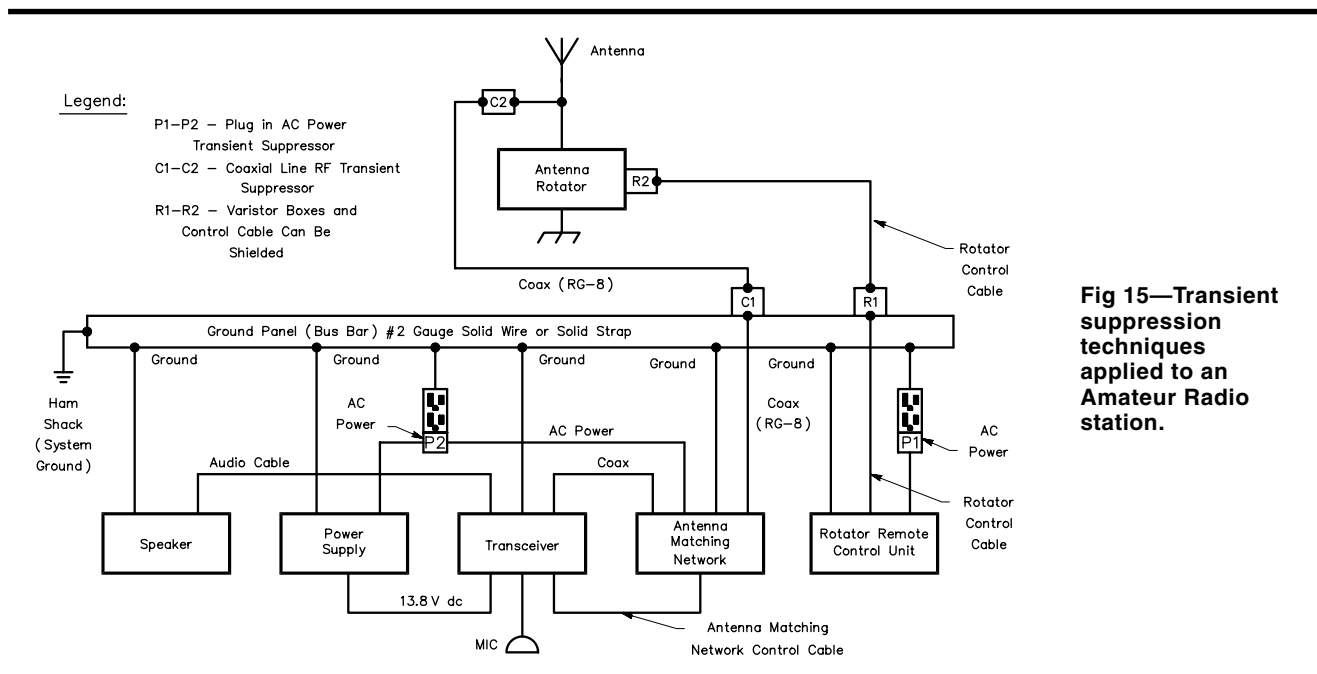 Antenna
C2
Legend:
P1–P2 – Plug in AC Power
Transient Suppressor
C1–C2 – Coaxial Line RF Transient
Suppressor
R1–R2 – Varistor Boxes and
Control Cable Can Be
Shielded
Antenna
Rotator
R2
Rotator
Control
Cable
Coax (RG–8)
C1
R1
Fig 15—Transient
suppression
techniques
applied to an
Amateur Radio
station.
Ground Panel (Bus Bar) #2 Gauge Solid Wire or Solid Strap
Ground
Ground
Ground
Ground
Ground
Ham
Shack
(System
Ground)
AC
Power
P2
AC Power
Coax
(RG–8)
P1
AC
Power
Audio Cable
Coax
Rotator
Control
Cable
Speaker
Power
Supply
Transceiver
Antenna
Matching
Network
Rotator Remote
Control Unit
13.8 V dc
MIC
Antenna Matching
Network Control Cable